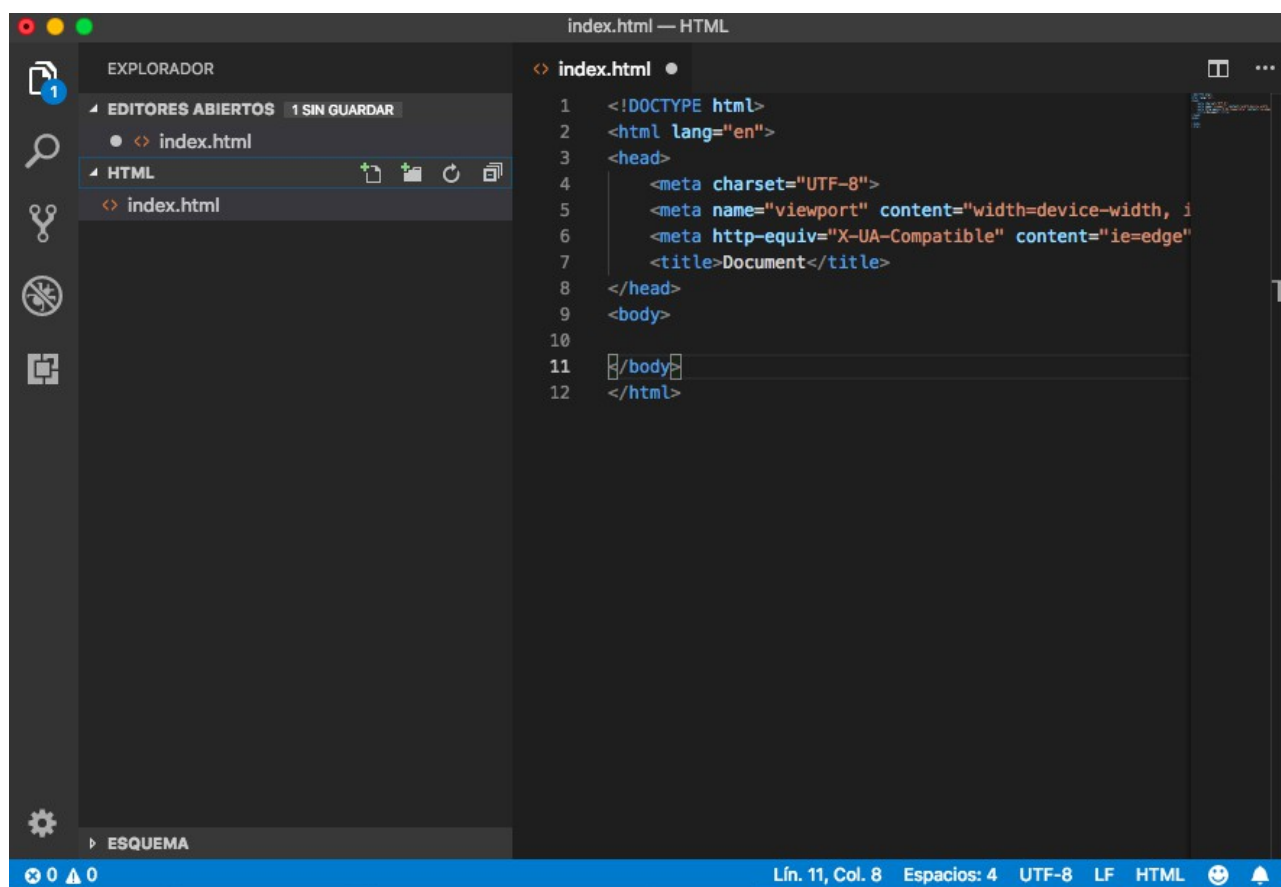 index.html — HTML
EXPLORADOR
EDITORES ABIERTOS 1 SIN GUARDAR
index.html
HTML
index.html
ESQUEMA
index.html
1 <!DOCTYPE html>
2 <html lang="en">
3 <head>
4 <meta charset="UTF-8">
5 <meta name="viewport" content="width=device-width, i
6 <meta http-equiv="X-UA-Compatible" content="ie=edge"
7 <title>Document</title>
8 </head>
9 <body>
10
11 </body>
12 </html>
1
0 0
Lín. 11, Col. 8 Espacios: 4 UTF-8 LF HTML